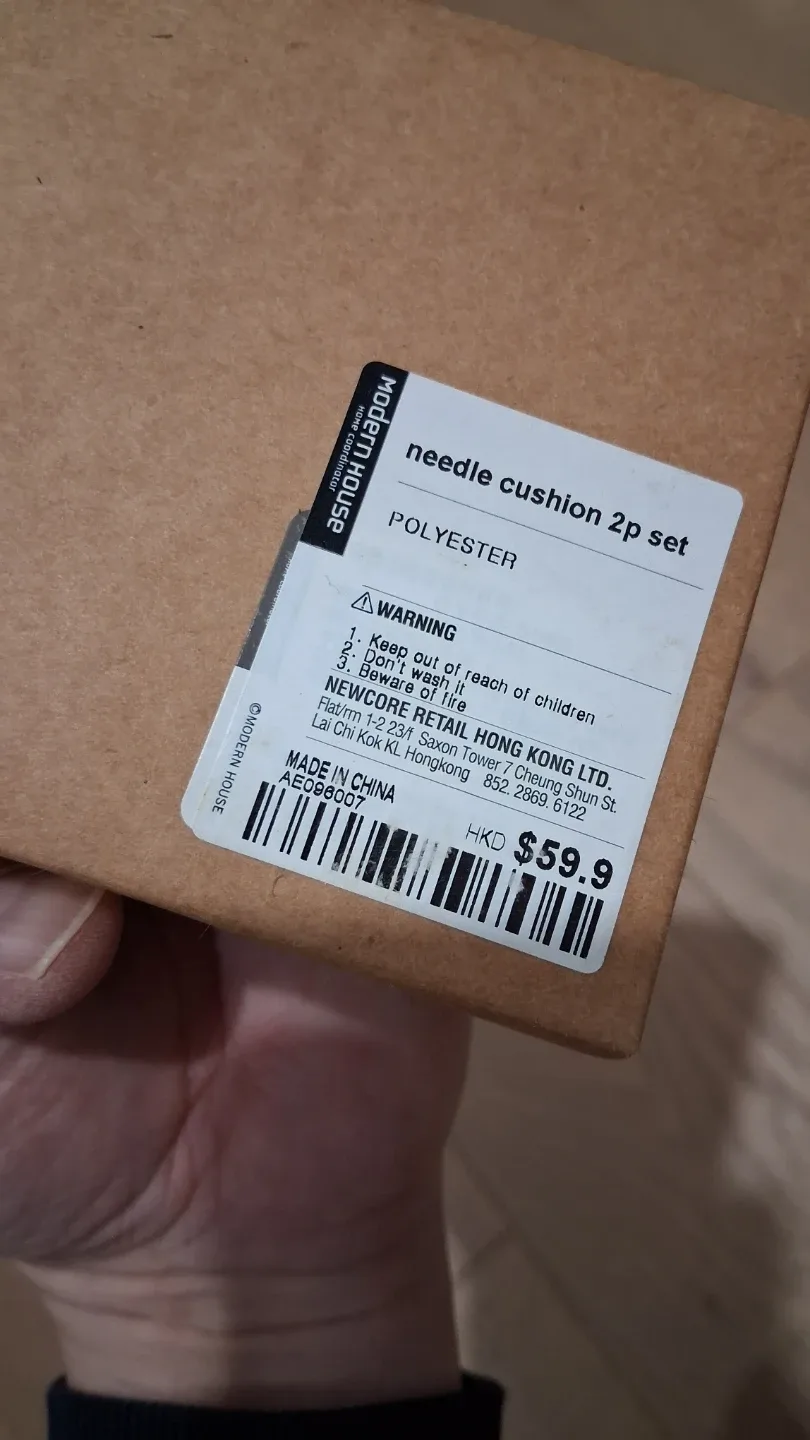 MODERN HOUSE
HOME COORDINATOR
needle cushion 2p set
POLYESTER
⚠ WARNING
1. Keep out of reach of children
2. Don't wash it
3. Beware of fire
NEWCORE RETAIL HONG KONG LTD.
Flat/rm 1-2 23/f Saxon Tower 7 Cheung Shun St.
Lai Chi Kok KL Hongkong 852. 2869. 6122
MADE IN CHINA
AE096007
HKD $59.9
©MODERN HOUSE